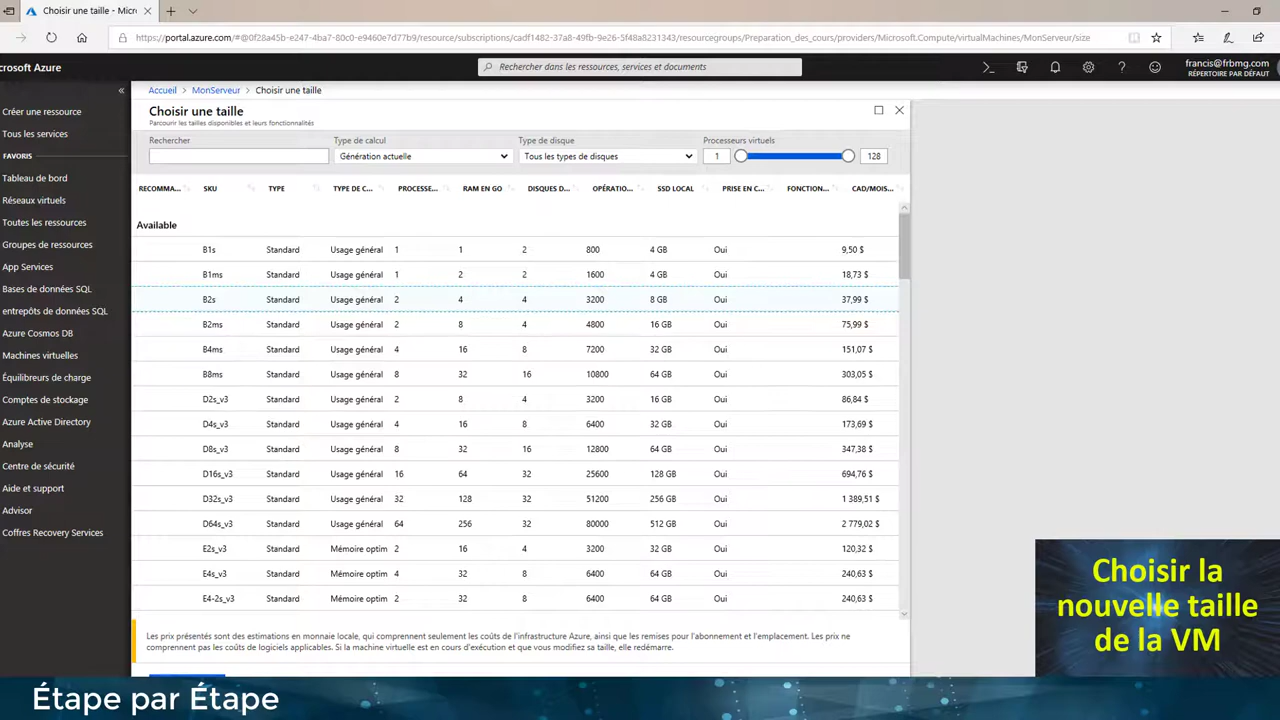 Choisir une taille - Micro
https://portal.azure.com/#@0f28a45b-e247-4ba7-80c0-e9460e7d77b9/resource/subscriptions/cadf1482-37a8-49fb-9e26-5f48a8231343/resourcegroups/Preparation_des_cours/providers/Microsoft.Compute/virtualMachines/MonServeur/size
crosoft Azure
Rechercher dans les ressources, services et documents
francis@frbmg.com
RÉPERTOIRE PAR DÉFAUT
Créer une ressource
Tous les services
FAVORIS
Tableau de bord
Réseaux virtuels
Toutes les ressources
Groupes de ressources
App Services
Bases de données SQL
entrepôts de données SQL
Azure Cosmos DB
Machines virtuelles
Équilibreurs de charge
Comptes de stockage
Azure Active Directory
Analyse
Centre de sécurité
Aide et support
Advisor
Coffres Recovery Services
Accueil > MonServeur > Choisir une taille
Choisir une taille
Parcourir les tailles disponibles et leurs fonctionnalités
Rechercher Type de calcul Type de disque Processeurs virtuels
Génération actuelle Tous les types de disques 1 128
RECOMMA... SKU TYPE TYPE DE C... PROCESSE... RAM EN GO DISQUES D... OPÉRATIO... SSD LOCAL PRISE EN C... FONCTION... CAD/MOIS...
Available
B1s Standard Usage général 1 1 2 800 4 GB Oui 9,50 $
B1ms Standard Usage général 1 2 2 1600 4 GB Oui 18,73 $
B2s Standard Usage général 2 4 4 3200 8 GB Oui 37,99 $
B2ms Standard Usage général 2 8 4 4800 16 GB Oui 75,99 $
B4ms Standard Usage général 4 16 8 7200 32 GB Oui 151,07 $
B8ms Standard Usage général 8 32 16 10800 64 GB Oui 303,05 $
D2s_v3 Standard Usage général 2 8 4 3200 16 GB Oui 86,84 $
D4s_v3 Standard Usage général 4 16 8 6400 32 GB Oui 173,69 $
D8s_v3 Standard Usage général 8 32 16 12800 64 GB Oui 347,38 $
D16s_v3 Standard Usage général 16 64 32 25600 128 GB Oui 694,76 $
D32s_v3 Standard Usage général 32 128 32 51200 256 GB Oui 1 389,51 $
D64s_v3 Standard Usage général 64 256 32 80000 512 GB Oui 2 779,02 $
E2s_v3 Standard Mémoire optim 2 16 4 3200 32 GB Oui 120,32 $
E4s_v3 Standard Mémoire optim 4 32 8 6400 64 GB Oui 240,63 $
E4-2s_v3 Standard Mémoire optim 2 32 8 6400 64 GB Oui 240,63 $
Les prix présentés sont des estimations en monnaie locale, qui comprennent seulement les coûts de l'infrastructure Azure, ainsi que les remises pour l'abonnement et l'emplacement. Les prix ne
comprennent pas les coûts de logiciels applicables. Si la machine virtuelle est en cours d'exécution et que vous modifiez sa taille, elle redémarre.
Choisir la
nouvelle taille
de la VM
Étape par Étape